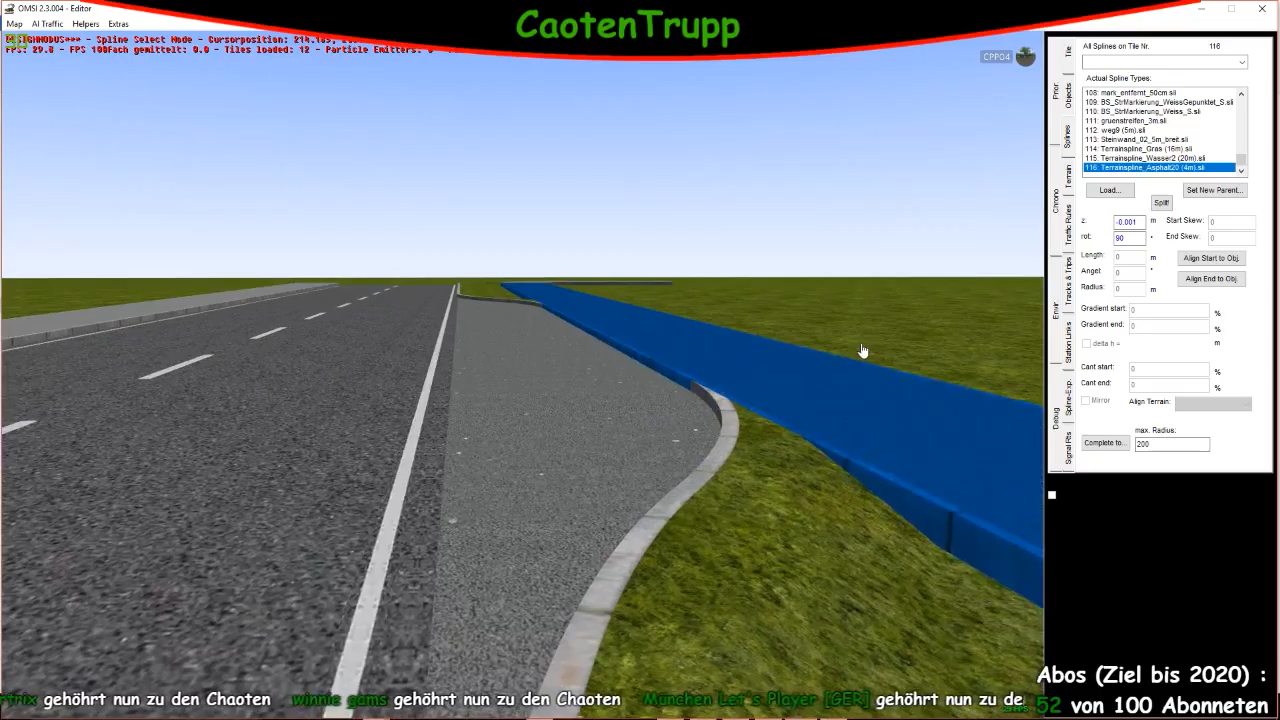 OMSI 2.3.004 - Editor
CaotenTrupp
Map AI Traffic Helpers Extras
Spline Select Mode - Cursorposition:
FPS 100Fach gemittelt: 0.0 - Tiles loaded: 12 - Particle Emitters:
CPP04
All Splines on Tile Nr. 116
Actual Spline Types:
108: mark_entfernt_50cm.sli
109: BS_StrMarkierung_WeissGepunktet_S.sli
110: BS_StrMarkierung_Weiss_S.sli
111: gruenstreifen_3m.sli
112: weg9 (5m).sli
113: Steinwand_02_5m_breit.sli
114: Terrainspline_Gras (16m).sli
115: Terrainspline_Wasser2 (20m).sli
116: Terrainspline_Asphalt20 (4m).sli
Load... Set New Parent...
Split!
z: -0.001 m Start Skew: 0
rot: 90 ° End Skew: 0
Length: 0 m Align Start to Obj.
Angel: 0 ° Align End to Obj.
Radius: 0 m
Gradient start: 0 %
Gradient end: 0 %
delta h = m
Cant start: 0 %
Cant end: 0 %
Mirror Align Terrain:
max. Radius:
Complete to... 200
Tile
Objects
Splines
Terrain
Traffic Rules
Tracks & Trips
Station Links
Spline-Exp.
Signal Rts
Prior.
Chrono
Envir.
Debug
Abos (Ziel bis 2020) :
52 von 100 Abonneten
gehöhrt nun zu den Chaoten winnie gams gehöhrt nun zu den Chaoten München Let's Player [GER] gehöhrt nun zu de